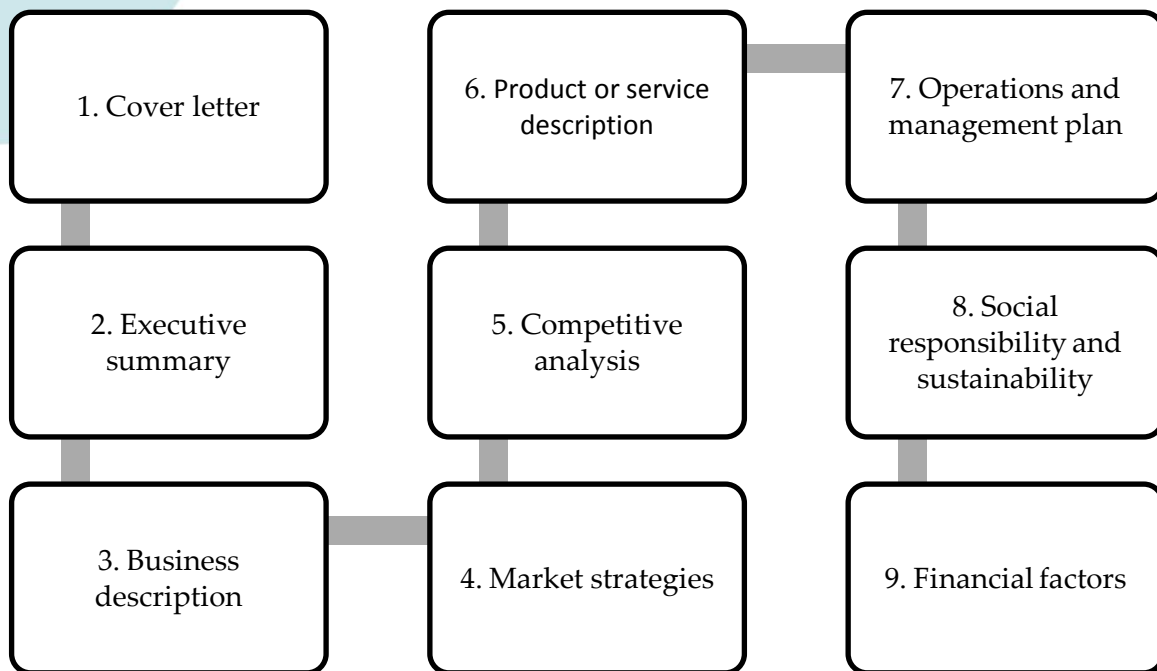 1. Cover letter
2. Executive
summary
3. Business
description
4. Market strategies
5. Competitive
analysis
6. Product or service
description
7. Operations and
management plan
8. Social
responsibility and
sustainability
9. Financial factors